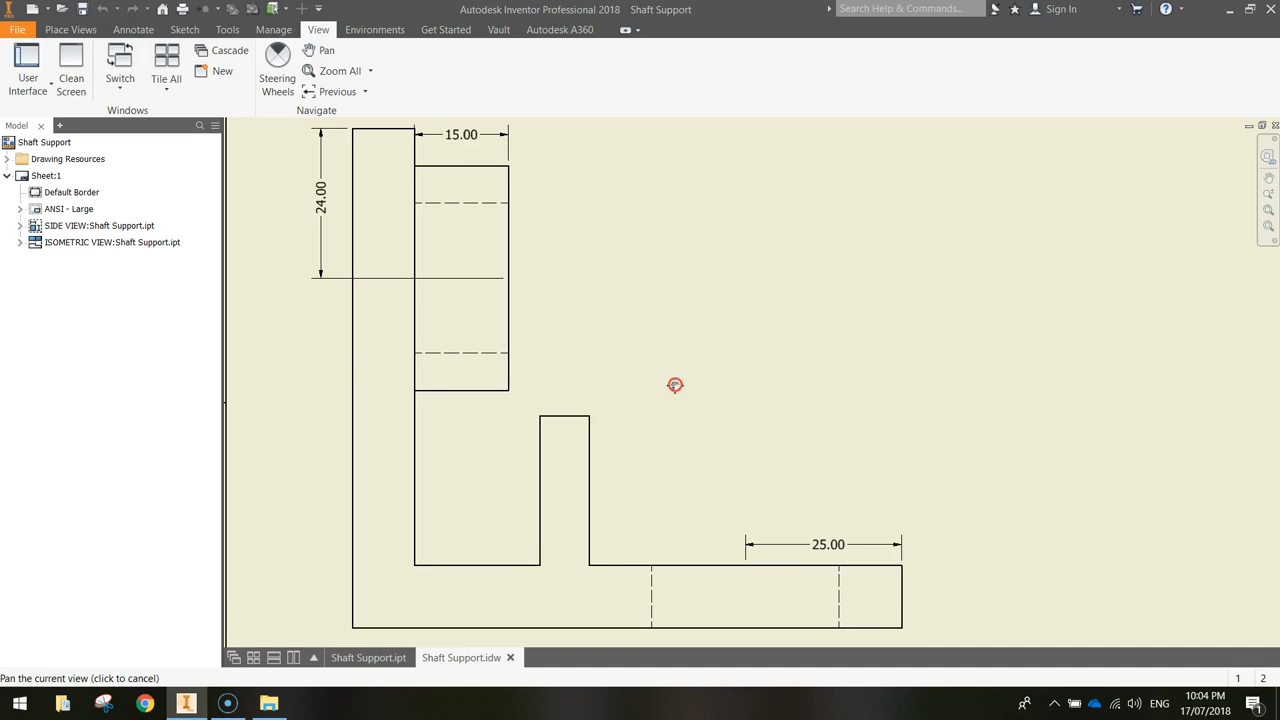 Autodesk Inventor Professional 2018 Shaft Support
Search Help & Commands...
Sign In
PRO
File Place Views Annotate Sketch Tools Manage View Environments Get Started Vault Autodesk A360
User Interface
Clean Screen
Switch
Tile All
Cascade
New
Windows
Steering Wheels
Pan
Zoom All
Previous
Navigate
Model
Shaft Support
Drawing Resources
Sheet:1
Default Border
ANSI - Large
SIDE VIEW:Shaft Support.ipt
ISOMETRIC VIEW:Shaft Support.ipt
15.00
24.00
25.00
Shaft Support.ipt
Shaft Support.idw
Pan the current view (click to cancel)
1 2
ENG
10:04 PM
17/07/2018